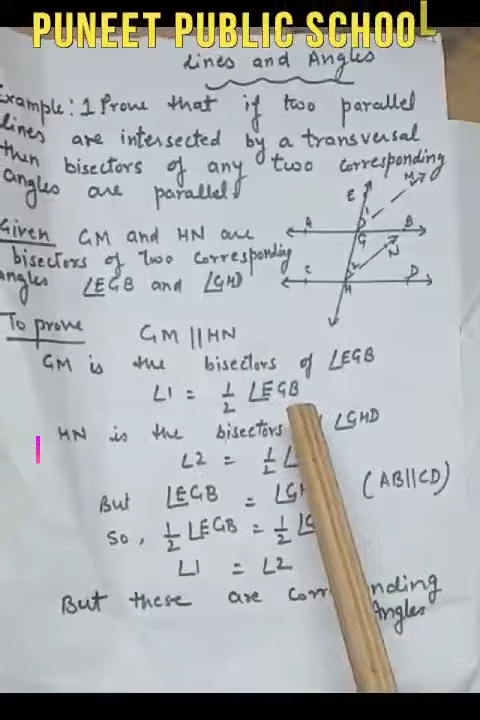 PUNEET PUBLIC SCHOOL
Lines and Angles
Example: 1 Prove that if two parallel
lines are intersected by a transversal
then bisectors of any two corresponding
angles are parallel.
Given GM and HN are
bisectors of two corresponding
angles ∠EGB and ∠GHD
E M
A B
1
G
N
C 2 D
H
To prove GM || HN
GM is the bisectors of ∠EGB
∠1 = 1/2 ∠EGB
HN is the bisectors ∠GHD
∠2 = 1/2 ∠
But ∠EGB = ∠GH (AB||CD)
So, 1/2 ∠EGB = 1/2 ∠G
∠1 = ∠2
But these are corr nding
Angles